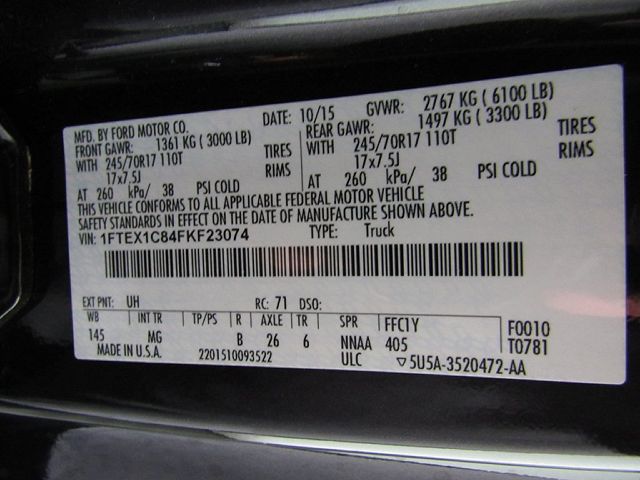 MFD. BY FORD MOTOR CO. DATE: 10/15 GVWR: 2767 KG ( 6100 LB)
FRONT GAWR: 1361 KG ( 3000 LB) REAR GAWR: 1497 KG ( 3300 LB)
WITH 245/70R17 110T TIRES WITH 245/70R17 110T TIRES
17x7.5J RIMS 17x7.5J RIMS
AT 260 kPa/ 38 PSI COLD AT 260 kPa/ 38 PSI COLD
THIS VEHICLE CONFORMS TO ALL APPLICABLE FEDERAL MOTOR VEHICLE
SAFETY STANDARDS IN EFFECT ON THE DATE OF MANUFACTURE SHOWN ABOVE.
VIN: 1FTEX1C84FKF23074 TYPE: Truck
EXT PNT: UH RC: 71 DSO:
WB INT TR TP/PS R AXLE TR SPR FFC1Y F0010
145 MG B 26 6 NNAA 405 T0781
MADE IN U.S.A. 2201510093522 ULC ▽5U5A-3520472-AA